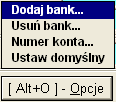 Dodaj bank...
Usuń bank...
Numer konta...
Ustaw domyślny
[ Alt+O ] - Opcje